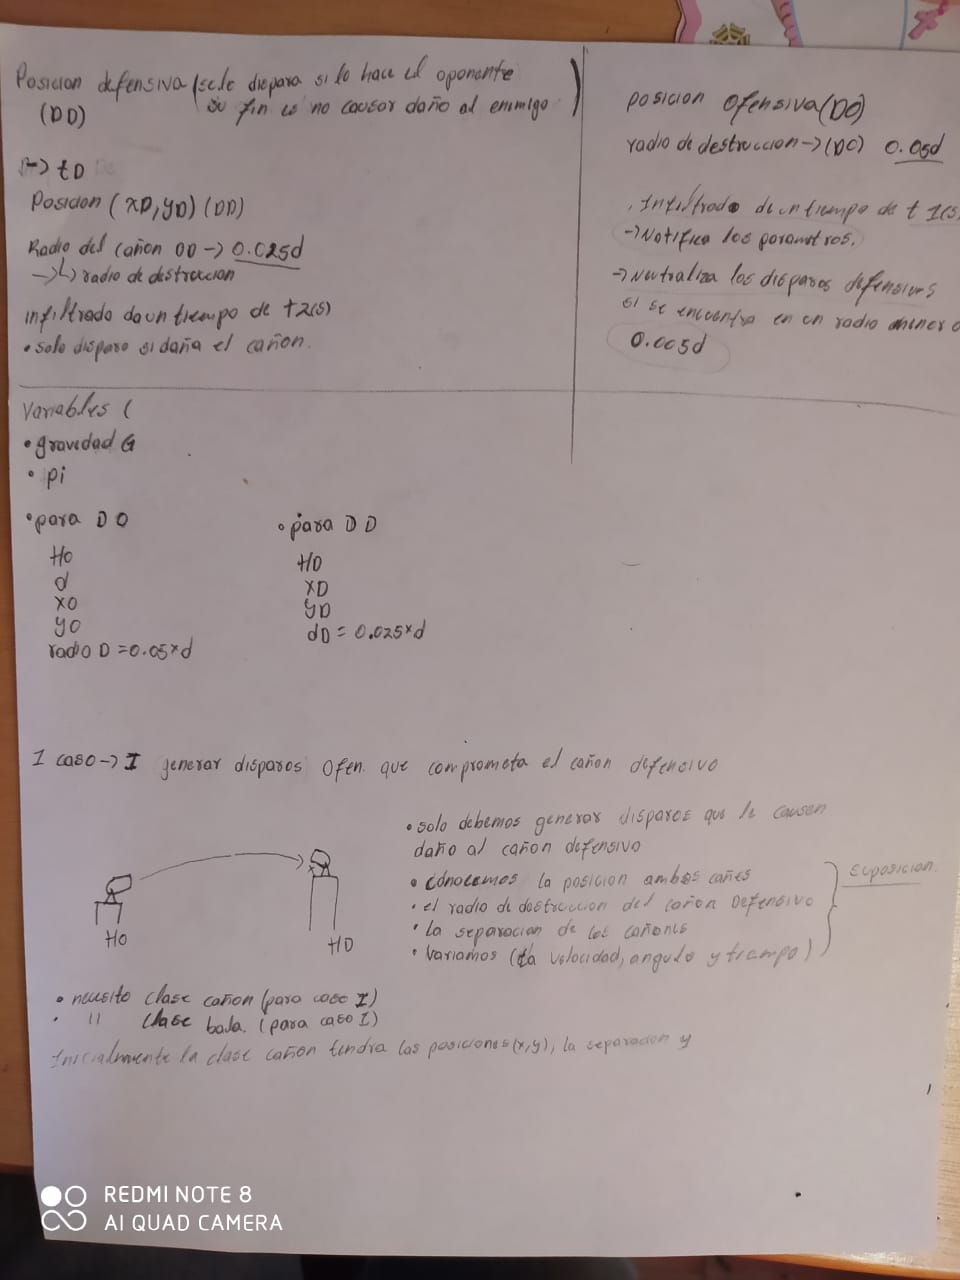 Posicion defensiva (solo dispara si lo hace el oponente
su fin es no causar daño al enemigo
(DD)
-> tD
Posicion (XD,yD) (DD)
Radio del cañon DD -> 0.025d
-> radio de destruccion
infiltrado da un tiempo de t2(s)
• solo disparo si daña el cañon.
posicion Ofensiva (DO)
radio de destruccion -> (DO) 0.05d
. Infiltrado de un tiempo de t 1(s)
-> Notifica los parametros.
-> Neutraliza los disparos defensivos
si se encuentra en un radio menor a
0.005d
Variables (
• gravedad G
• pi
• para DO
Ho
d
XO
yO
radio D = 0.05*d
• para DD
HD
XD
yD
dD = 0.025*d
I caso -> I generar disparos Ofen. que comprometa el cañon defencivo
• solo debemos generar disparos que le causen
daño al cañon defensivo
• Conocemos la posicion ambos cañes
• el radio de destruccion del cañon Defensivo
• la separacion de los cañones
• Variamos (la velocidad, angulo y tiempo)
suposicion.
Ho
HD
• necesito clase cañon (para caso I)
• " clase bala. (para caso I)
Inicialmente la clase cañon tendra las posiciones (x,y), la separacion y
REDMI NOTE 8
AI QUAD CAMERA